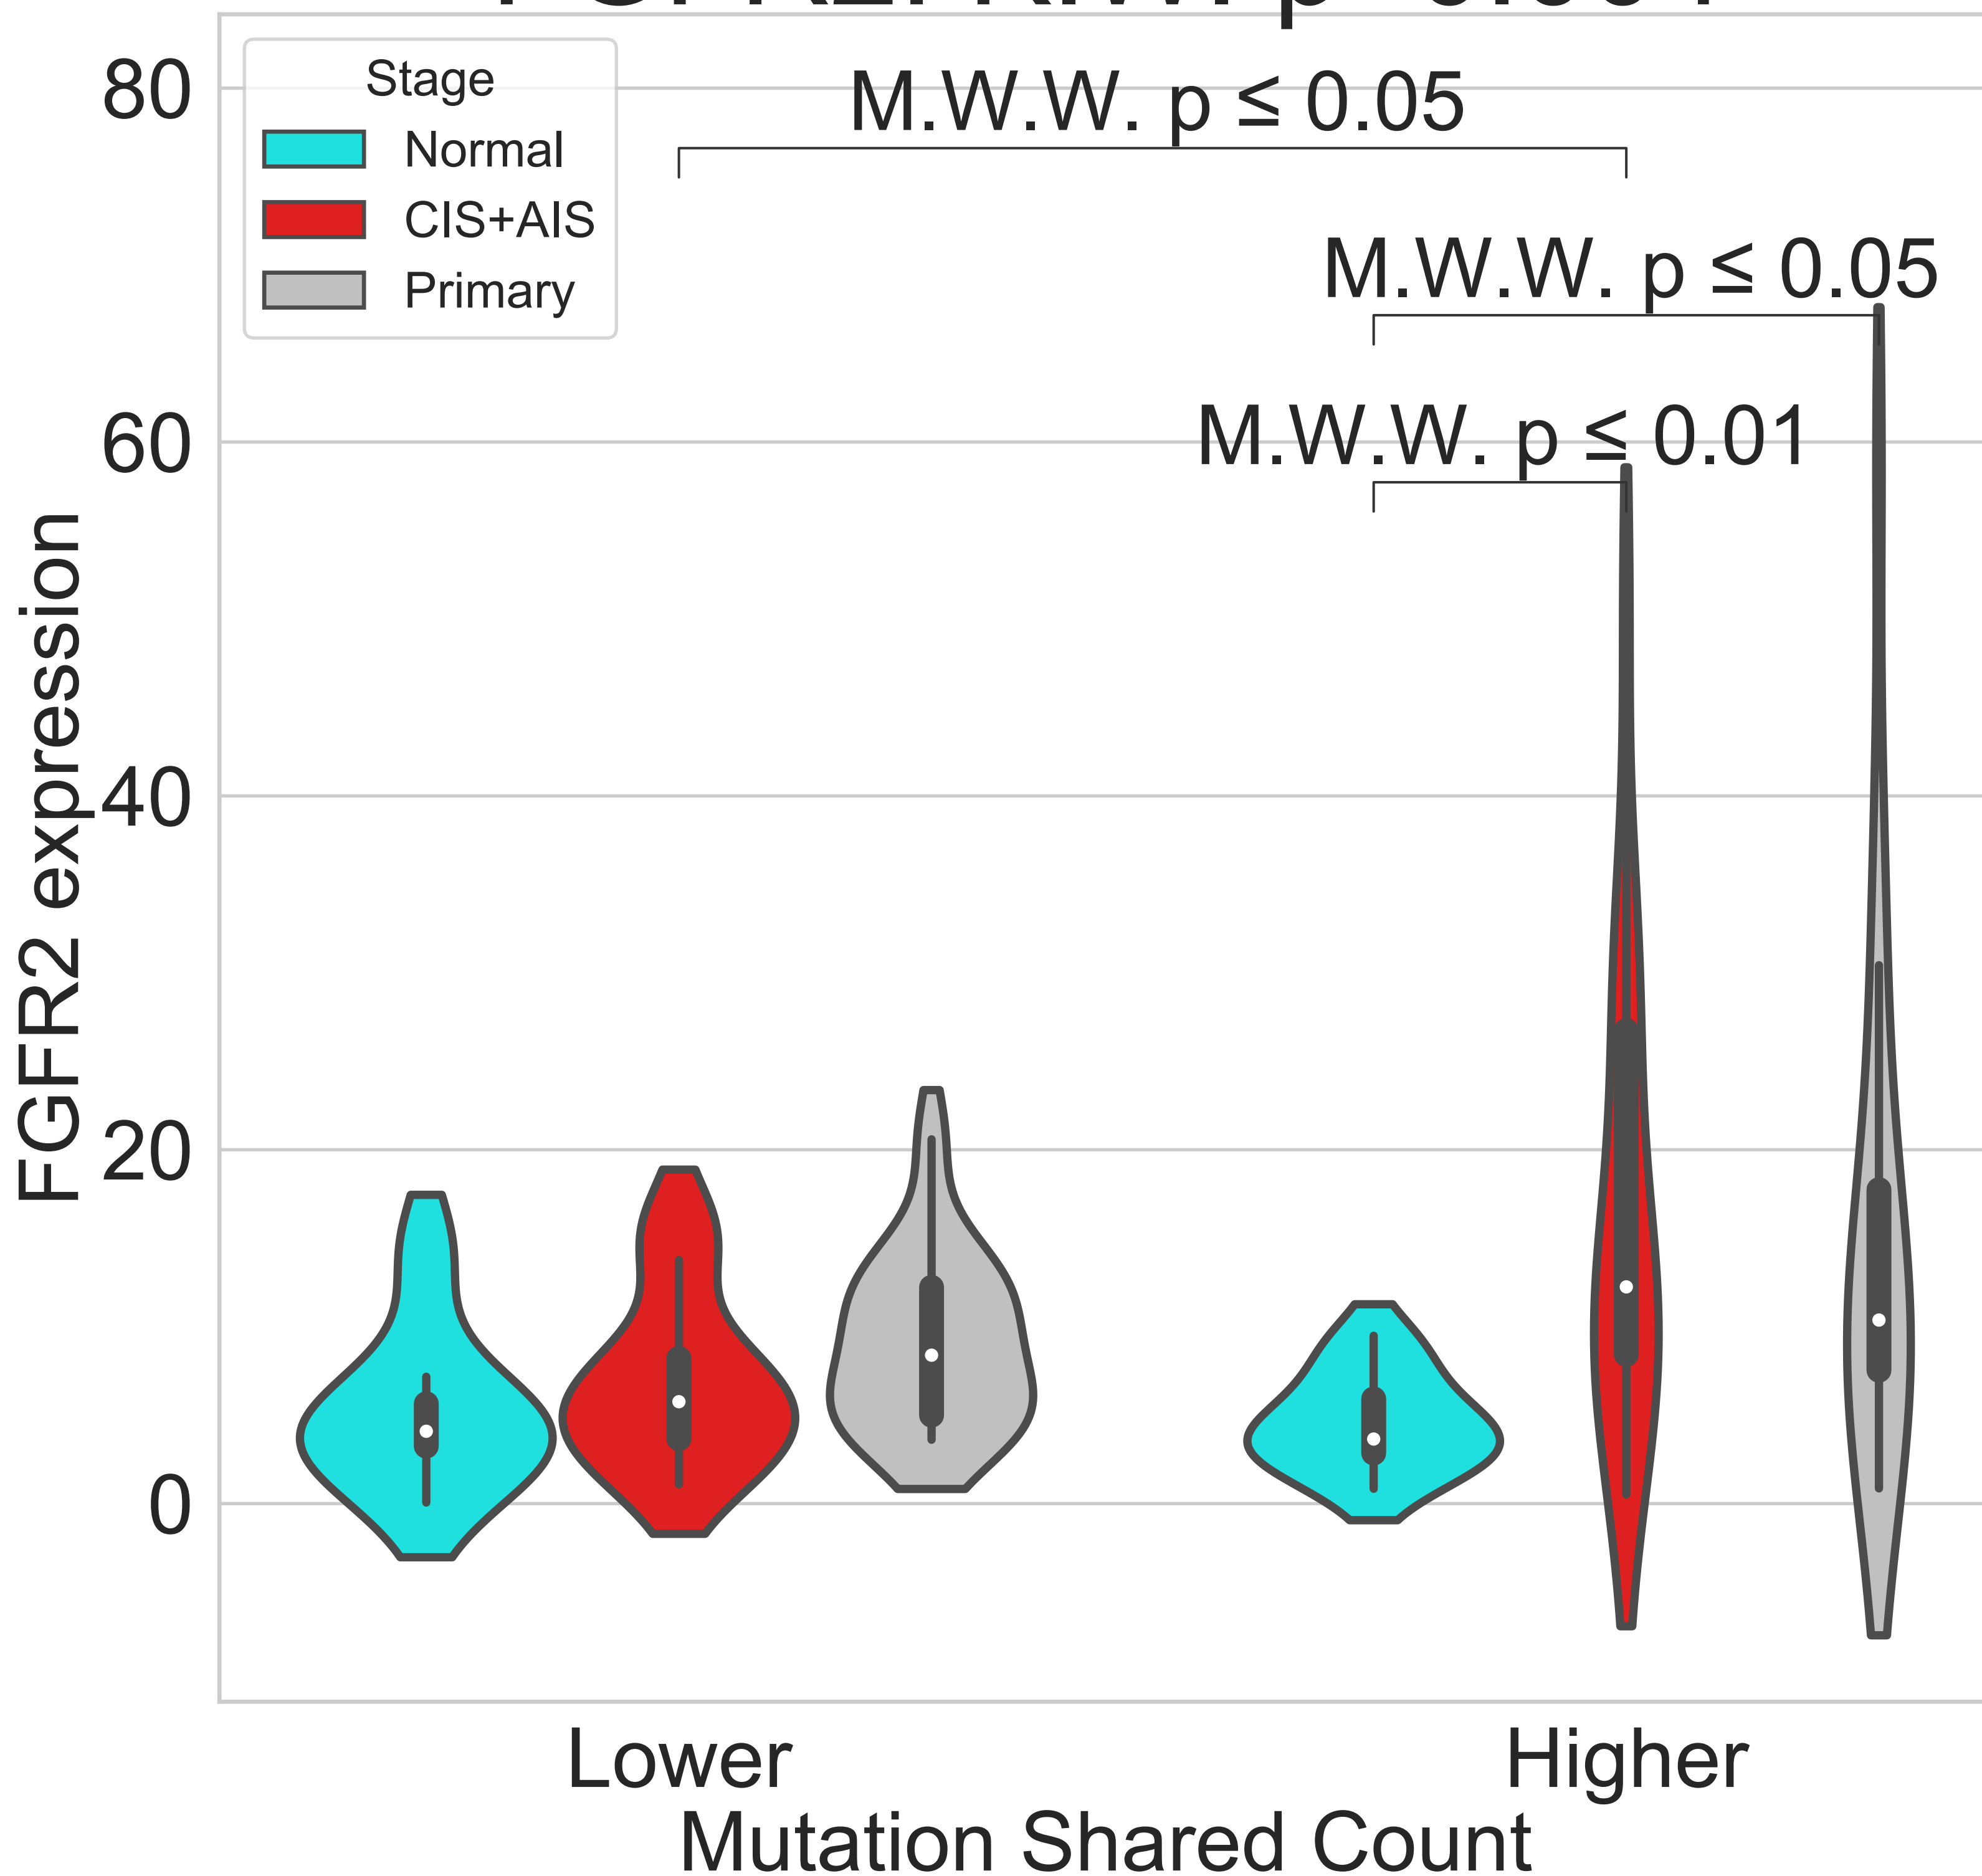 80
60
40
20
0
FGFR2 expression
Stage
Normal
CIS+AIS
Primary
M.W.W. p ≤ 0.05
M.W.W. p ≤ 0.05
M.W.W. p ≤ 0.01
Lower
Higher
Mutation Shared Count